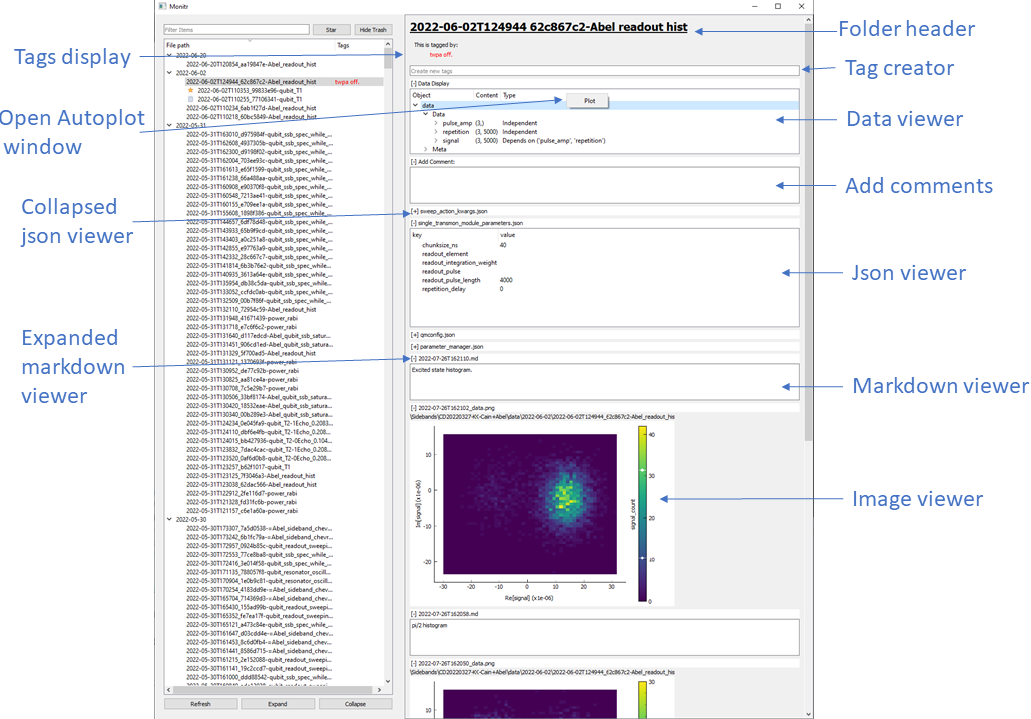 Monitr
Filter Items
Star
Hide Trash
File path
Tags
2022-06-20
2022-06-20T120854_aa19847e-Abel_readout_hist
2022-06-02
2022-06-02T124944_62c867c2-Abel_readout_hist twpa off.
2022-06-02T110353_99833e96-qubit_T1
2022-06-02T110255_77106341-qubit_T1
2022-06-02T110234_6ab1f27d-Abel_readout_hist
2022-06-02T110218_60bc5849-Abel_readout_hist
2022-05-31
2022-05-31T163010_d975984f-qubit_ssb_spec_while_...
2022-05-31T162608_4937305b-qubit_ssb_spec_while_...
2022-05-31T162300_d9198f02-qubit_ssb_spec_while_...
2022-05-31T162004_703ee93c-qubit_ssb_spec_while_...
2022-05-31T161613_e65f1599-qubit_ssb_spec_while_...
2022-05-31T161238_66a488aa-qubit_ssb_spec_while_...
2022-05-31T160908_e90370f8-qubit_ssb_spec_while_...
2022-05-31T160548_7213ae41-qubit_ssb_spec_while_...
2022-05-31T160155_e709ee1a-qubit_ssb_spec_while_...
2022-05-31T155608_1898f386-qubit_ssb_spec_while_...
2022-05-31T144657_6df78d48-qubit_ssb_spec_while_...
2022-05-31T143933_65b9f9cd-qubit_ssb_spec_while_...
2022-05-31T143403_a0c251a8-qubit_ssb_spec_while_...
2022-05-31T142855_e97763a9-qubit_ssb_spec_while_...
2022-05-31T142332_28c667c7-qubit_ssb_spec_while_...
2022-05-31T141814_6b3b76e2-qubit_ssb_spec_while_...
2022-05-31T140935_3613a64e-qubit_ssb_spec_while_...
2022-05-31T135954_db38c5da-qubit_ssb_spec_while_...
2022-05-31T133052_ccfdc0ab-qubit_ssb_spec_while_...
2022-05-31T132509_00b7f86f-qubit_ssb_spec_while_...
2022-05-31T132110_72954c59-Abel_readout_hist
2022-05-31T131948_41671439-power_rabi
2022-05-31T131718_e7c6f6c2-power_rabi
2022-05-31T131640_d117edcd-Abel_qubit_ssb_satura...
2022-05-31T131451_906cd1ed-Abel_qubit_ssb_satura...
2022-05-31T131329_5f700ad5-Abel_readout_hist
2022-05-31T131121_1370693f-power_rabi
2022-05-31T130952_de77c92b-power_rabi
2022-05-31T130825_aa81ce4a-power_rabi
2022-05-31T130708_7c5e29b7-power_rabi
2022-05-31T130506_33bf8174-Abel_qubit_ssb_satura...
2022-05-31T130420_18532eae-Abel_qubit_ssb_satura...
2022-05-31T130340_00b289e3-Abel_qubit_ssb_satura...
2022-05-31T124234_0e045fa9-qubit_T2-1Echo_0.2083...
2022-05-31T124110_dbf6e4fb-qubit_T2-1Echo_0.208...
2022-05-31T124015_bb427936-qubit_T2-0Echo_0.104...
2022-05-31T123832_7dac4cac-qubit_T2-0Echo_0.208...
2022-05-31T123520_0af6d0b8-qubit_T2-0Echo_0.208...
2022-05-31T123257_b62f1017-qubit_T1
2022-05-31T123125_7f3046a3-Abel_readout_hist
2022-05-31T123038_62dac566-Abel_readout_hist
2022-05-31T122912_2fe116d7-power_rabi
2022-05-31T121328_fd31fc6b-power_rabi
2022-05-31T121157_c6e1a60a-power_rabi
2022-05-30
2022-05-30T173307_7a5d0538-=Abel_sideband_chev...
2022-05-30T173242_6b1fc79a-=Abel_sideband_chev...
2022-05-30T172957_0924b85c-qubit_readout_sweepi...
2022-05-30T172553_77ce8ba8-qubit_ssb_spec_while_...
2022-05-30T172416_3e014f58-qubit_ssb_spec_while_...
2022-05-30T171135_788057f8-qubit_resonator_oscill...
2022-05-30T170904_1e0b9c81-qubit_resonator_oscill...
2022-05-30T170254_4183dd9e-=Abel_sideband_chev...
2022-05-30T165704_714369d3-=Abel_sideband_chev...
2022-05-30T165430_155ad99b-qubit_readout_sweepi...
2022-05-30T165352_fe7ea17f-qubit_readout_sweepin...
2022-05-30T165121_a473c84e-qubit_ssb_spec_while_...
2022-05-30T161647_d03cdd4e-=Abel_sideband_chev...
2022-05-30T161453_8c6d0fb4-=Abel_sideband_chev...
2022-05-30T161441_8586d715-=Abel_sideband_chev...
2022-05-30T161215_2e152088-qubit_readout_sweepi...
2022-05-30T161141_19c2ccd7-qubit_readout_sweepi...
2022-05-30T161000_ddd88542-qubit_ssb_spec_while_...
Refresh
Expand
Collapse
2022-06-02T124944 62c867c2-Abel readout hist
This is tagged by:
twpa off.
Create new tags
[-] Data Display
Object Content Type
data
Plot
Data
pulse_amp (3,) Independent
repetition (3, 5000) Independent
signal (3, 5000) Depends on ('pulse_amp', 'repetition')
Meta
[-] Add Comment:
[+] sweep_action_kwargs.json
[-] single_transmon_module_parameters.json
key value
chunksize_ns 40
readout_element
readout_integration_weight
readout_pulse
readout_pulse_length 4000
repetition_delay 0
[+] qmconfig.json
[+] parameter_manager.json
[-] 2022-07-26T162110.md
Excited state histogram.
[-] 2022-07-26T162102_data.png
\Sidebands\CD20220327-KK-Cain+Abel\data\2022-06-02\2022-06-02T124944_62c867c2-Abel_readout_his
10
0
-10
-20
Im[signal] (x1e-06)
-30 -20 -10 0 10 20 30
Re[signal] (x1e-06)
40
30
20
10
0
signal_count
[-] 2022-07-26T162058.md
pi/2 histogram
[-] 2022-07-26T162050_data.png
\Sidebands\CD20220327-KK-Cain+Abel\data\2022-06-02\2022-06-02T124944_62c867c2-Abel_readout_his
10
30
Tags display
Open Autoplot
window
Collapsed
json viewer
Expanded
markdown
viewer
Folder header
Tag creator
Data viewer
Add comments
Json viewer
Markdown viewer
Image viewer